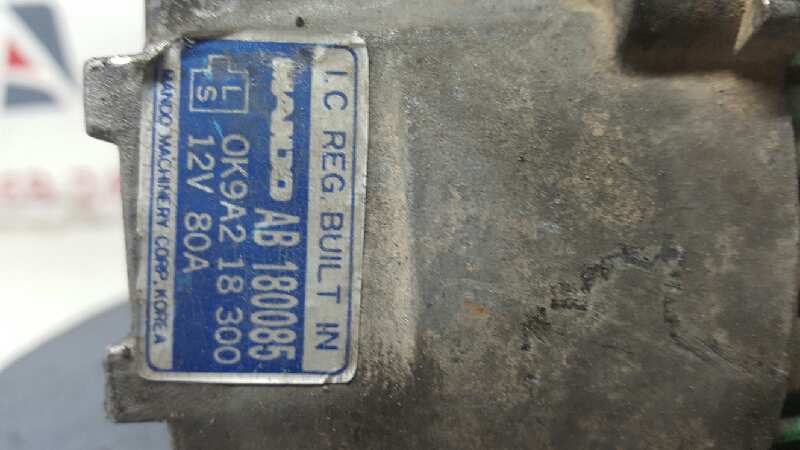 I.C REG. BUILT IN
MANDO AB 180085
L
S
0K9A2 18 300
12V 80A
MANDO MACHINERY CORP. KOREA